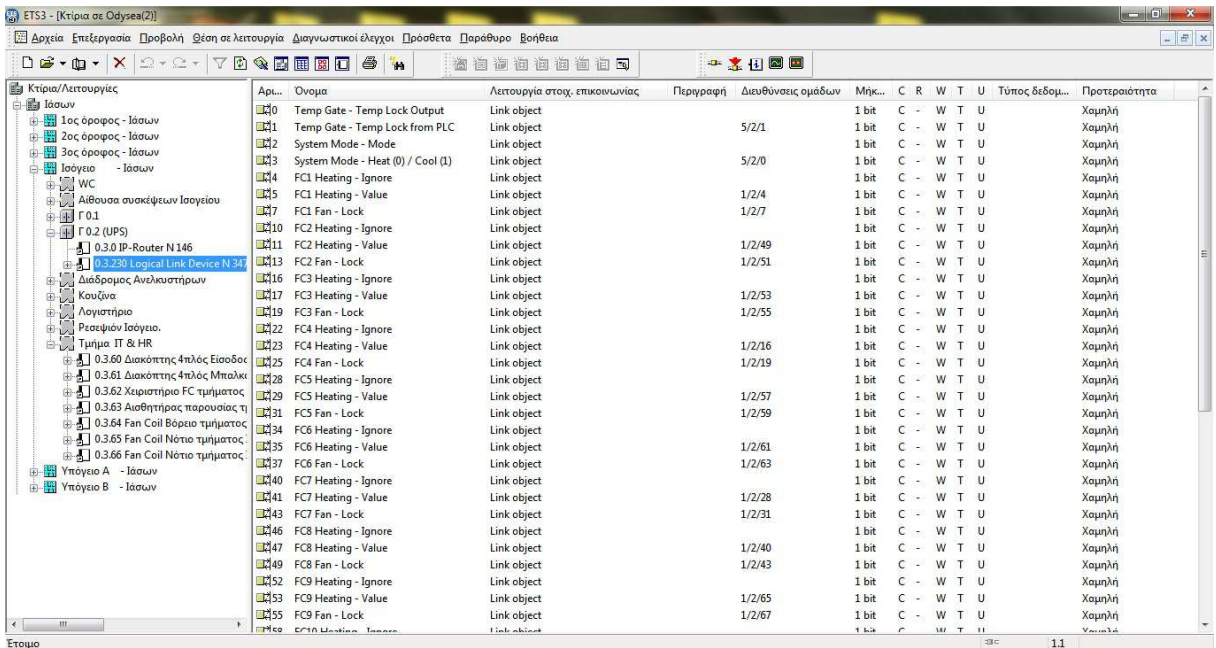 ETS3 - [Κτίρια σε Odysea(2)]
Αρχεία Επεξεργασία Προβολή Θέση σε λειτουργία Διαγνωστικοί έλεγχοι Πρόσθετα Παράθυρο Βοήθεια
Κτίρια/Λειτουργίες
Ιάσων
1ος όροφος - Ιάσων
2ος όροφος - Ιάσων
3ος όροφος - Ιάσων
Ισόγειο - Ιάσων
WC
Αίθουσα συσκέψεων Ισογείου
Γ 0.1
Γ 0.2 (UPS)
0.3.0 IP-Router N 146
0.3.230 Logical Link Device N 347
Διάδρομος Ανελκυστήρων
Κουζίνα
Λογιστήριο
Ρεσεψιόν Ισόγειο.
Τμήμα IT & HR
0.3.60 Διακόπτης 4πλός Είσοδος
0.3.61 Διακόπτης 4πλός Μπαλκο
0.3.62 Χειριστήριο FC τμήματος
0.3.63 Αισθητήρας παρουσίας τμ
0.3.64 Fan Coil Βόρειο τμήματος
0.3.65 Fan Coil Νότιο τμήματος
0.3.66 Fan Coil Νότιο τμήματος
Υπόγειο Α - Ιάσων
Υπόγειο Β - Ιάσων
Αρι... Όνομα Λειτουργία στοιχ. επικοινωνίας Περιγραφή Διευθύνσεις ομάδων Μήκ... C R W T U Τύπος δεδομ... Προτεραιότητα
0 Temp Gate - Temp Lock Output Link object 1 bit C - W T U Χαμηλή
1 Temp Gate - Temp Lock from PLC Link object 5/2/1 1 bit C - W T U Χαμηλή
2 System Mode - Mode Link object 1 bit C - W T U Χαμηλή
3 System Mode - Heat (0) / Cool (1) Link object 5/2/0 1 bit C - W T U Χαμηλή
4 FC1 Heating - Ignore Link object 1 bit C - W T U Χαμηλή
5 FC1 Heating - Value Link object 1/2/4 1 bit C - W T U Χαμηλή
7 FC1 Fan - Lock Link object 1/2/7 1 bit C - W T U Χαμηλή
10 FC2 Heating - Ignore Link object 1 bit C - W T U Χαμηλή
11 FC2 Heating - Value Link object 1/2/49 1 bit C - W T U Χαμηλή
13 FC2 Fan - Lock Link object 1/2/51 1 bit C - W T U Χαμηλή
16 FC3 Heating - Ignore Link object 1 bit C - W T U Χαμηλή
17 FC3 Heating - Value Link object 1/2/53 1 bit C - W T U Χαμηλή
19 FC3 Fan - Lock Link object 1/2/55 1 bit C - W T U Χαμηλή
22 FC4 Heating - Ignore Link object 1 bit C - W T U Χαμηλή
23 FC4 Heating - Value Link object 1/2/16 1 bit C - W T U Χαμηλή
25 FC4 Fan - Lock Link object 1/2/19 1 bit C - W T U Χαμηλή
28 FC5 Heating - Ignore Link object 1 bit C - W T U Χαμηλή
29 FC5 Heating - Value Link object 1/2/57 1 bit C - W T U Χαμηλή
31 FC5 Fan - Lock Link object 1/2/59 1 bit C - W T U Χαμηλή
34 FC6 Heating - Ignore Link object 1 bit C - W T U Χαμηλή
35 FC6 Heating - Value Link object 1/2/61 1 bit C - W T U Χαμηλή
37 FC6 Fan - Lock Link object 1/2/63 1 bit C - W T U Χαμηλή
40 FC7 Heating - Ignore Link object 1 bit C - W T U Χαμηλή
41 FC7 Heating - Value Link object 1/2/28 1 bit C - W T U Χαμηλή
43 FC7 Fan - Lock Link object 1/2/31 1 bit C - W T U Χαμηλή
46 FC8 Heating - Ignore Link object 1 bit C - W T U Χαμηλή
47 FC8 Heating - Value Link object 1/2/40 1 bit C - W T U Χαμηλή
49 FC8 Fan - Lock Link object 1/2/43 1 bit C - W T U Χαμηλή
52 FC9 Heating - Ignore Link object 1 bit C - W T U Χαμηλή
53 FC9 Heating - Value Link object 1/2/65 1 bit C - W T U Χαμηλή
55 FC9 Fan - Lock Link object 1/2/67 1 bit C - W T U Χαμηλή
58 FC10 Heating - Ignore Link object 1 bit C - W T U Χαμηλή
Έτοιμο 1.1